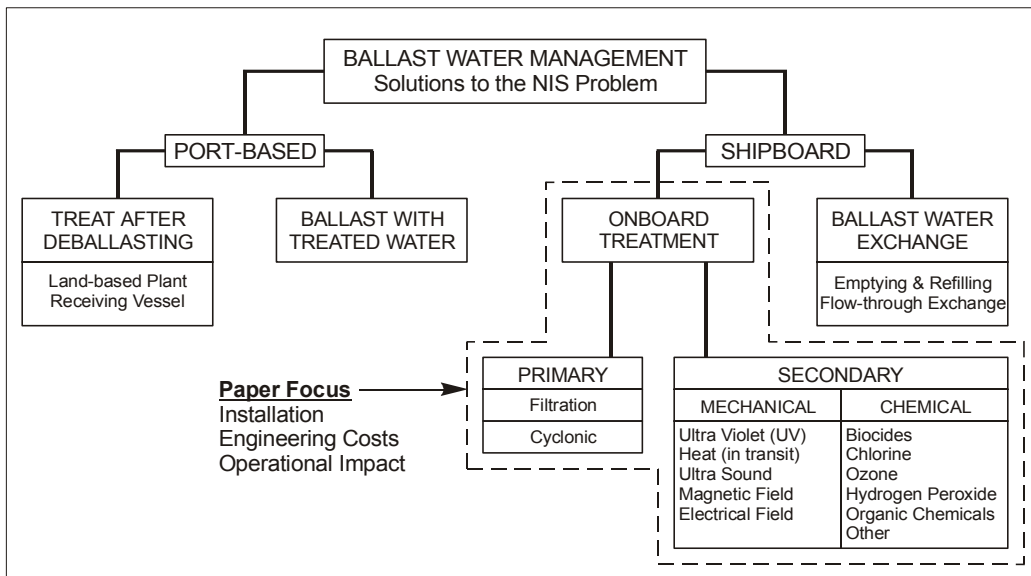 BALLAST WATER MANAGEMENT
Solutions to the NIS Problem
PORT-BASED
SHIPBOARD
TREAT AFTER
DEBALLASTING
Land-based Plant
Receiving Vessel
BALLAST WITH
TREATED WATER
ONBOARD
TREATMENT
BALLAST WATER
EXCHANGE
Emptying & Refilling
Flow-through Exchange
Paper Focus
Installation
Engineering Costs
Operational Impact
PRIMARY
Filtration
Cyclonic
SECONDARY
MECHANICAL
Ultra Violet (UV)
Heat (in transit)
Ultra Sound
Magnetic Field
Electrical Field
CHEMICAL
Biocides
Chlorine
Ozone
Hydrogen Peroxide
Organic Chemicals
Other